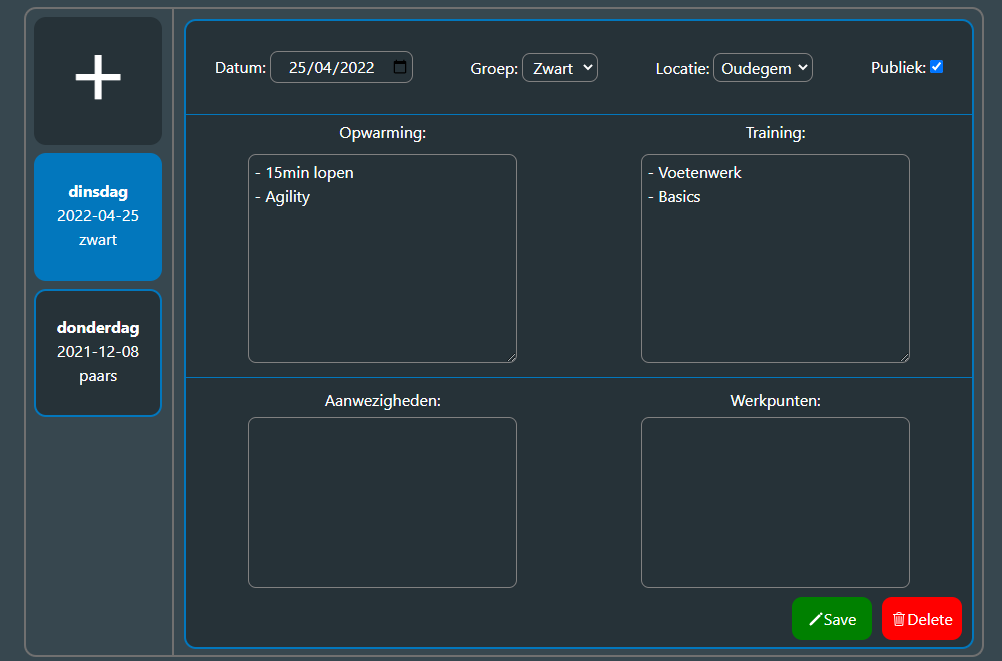 dinsdag
2022-04-25
zwart
donderdag
2021-12-08
paars
Datum: 25/04/2022 Groep: Zwart Locatie: Oudegem Publiek:
Opwarming:
- 15min lopen
- Agility
Training:
- Voetenwerk
- Basics
Aanwezigheden:
Werkpunten:
Save Delete